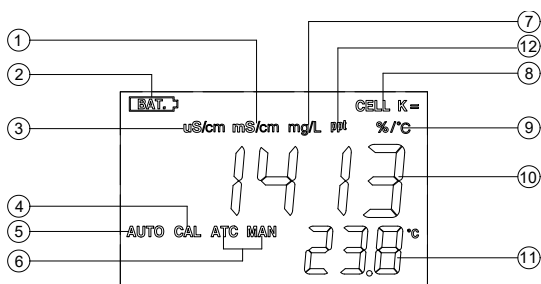 1
7
12
2
8
BAT.
CELL K=
3
uS/cm mS/cm mg/L ppt %/°C
9
1413
10
4
5
AUTO CAL ATC MAN
23.8 °C
6
11